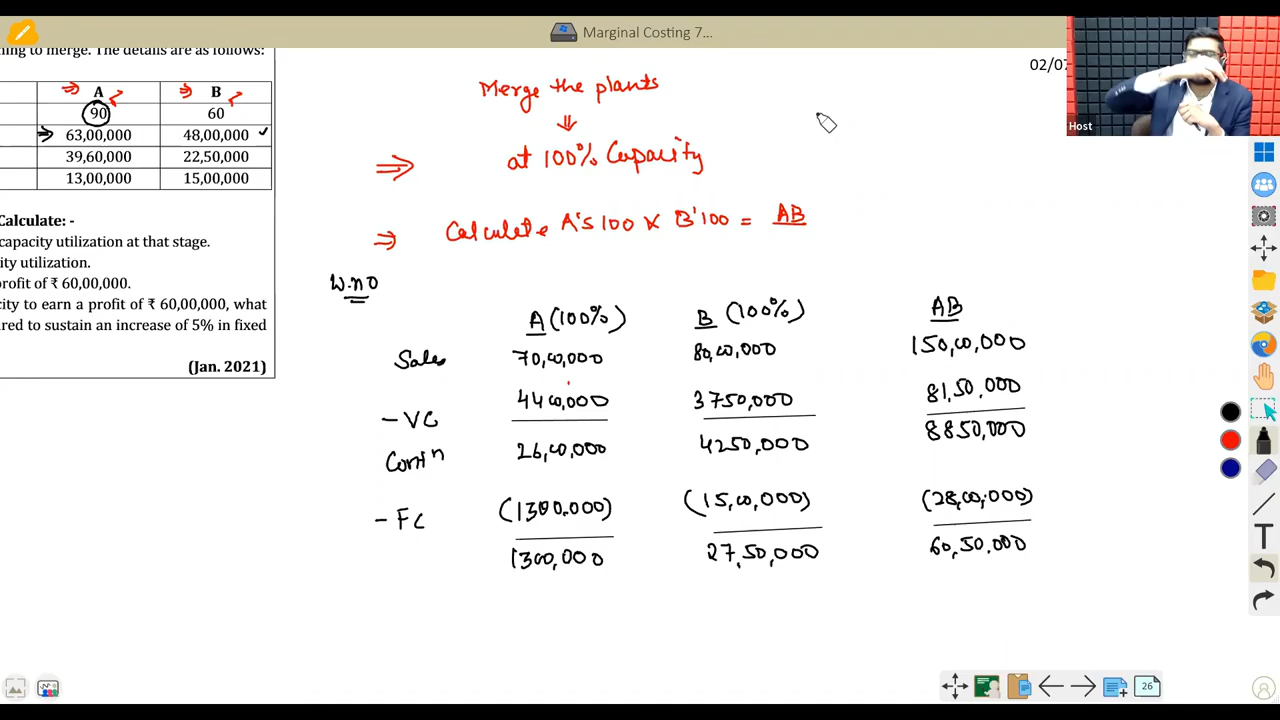 Marginal Costing 7...
ning to merge. The details are as follows:
02/0
⇒ A ⇒ B
90 60
63,00,000 48,00,000
39,60,000 22,50,000
13,00,000 15,00,000
Calculate: -
capacity utilization at that stage.
ity utilization.
profit of ₹ 60,00,000.
city to earn a profit of ₹ 60,00,000, what
red to sustain an increase of 5% in fixed
(Jan. 2021)
Host
Merge the plants
⇓
⇒ at 100% Capacity
⇒ Calculate A's 100 × B'100 = AB
W.no
A (100%) B (100%) AB
Sales 70,00,000 80,00,000 150,00,000
- VC 4400,000 3750,000 81,50,000
26,00,000 4250,000 8850,000
- FC (1300.000) (15,00,000) (28,00,000)
1300,000 27,50,000 60,50,000
26